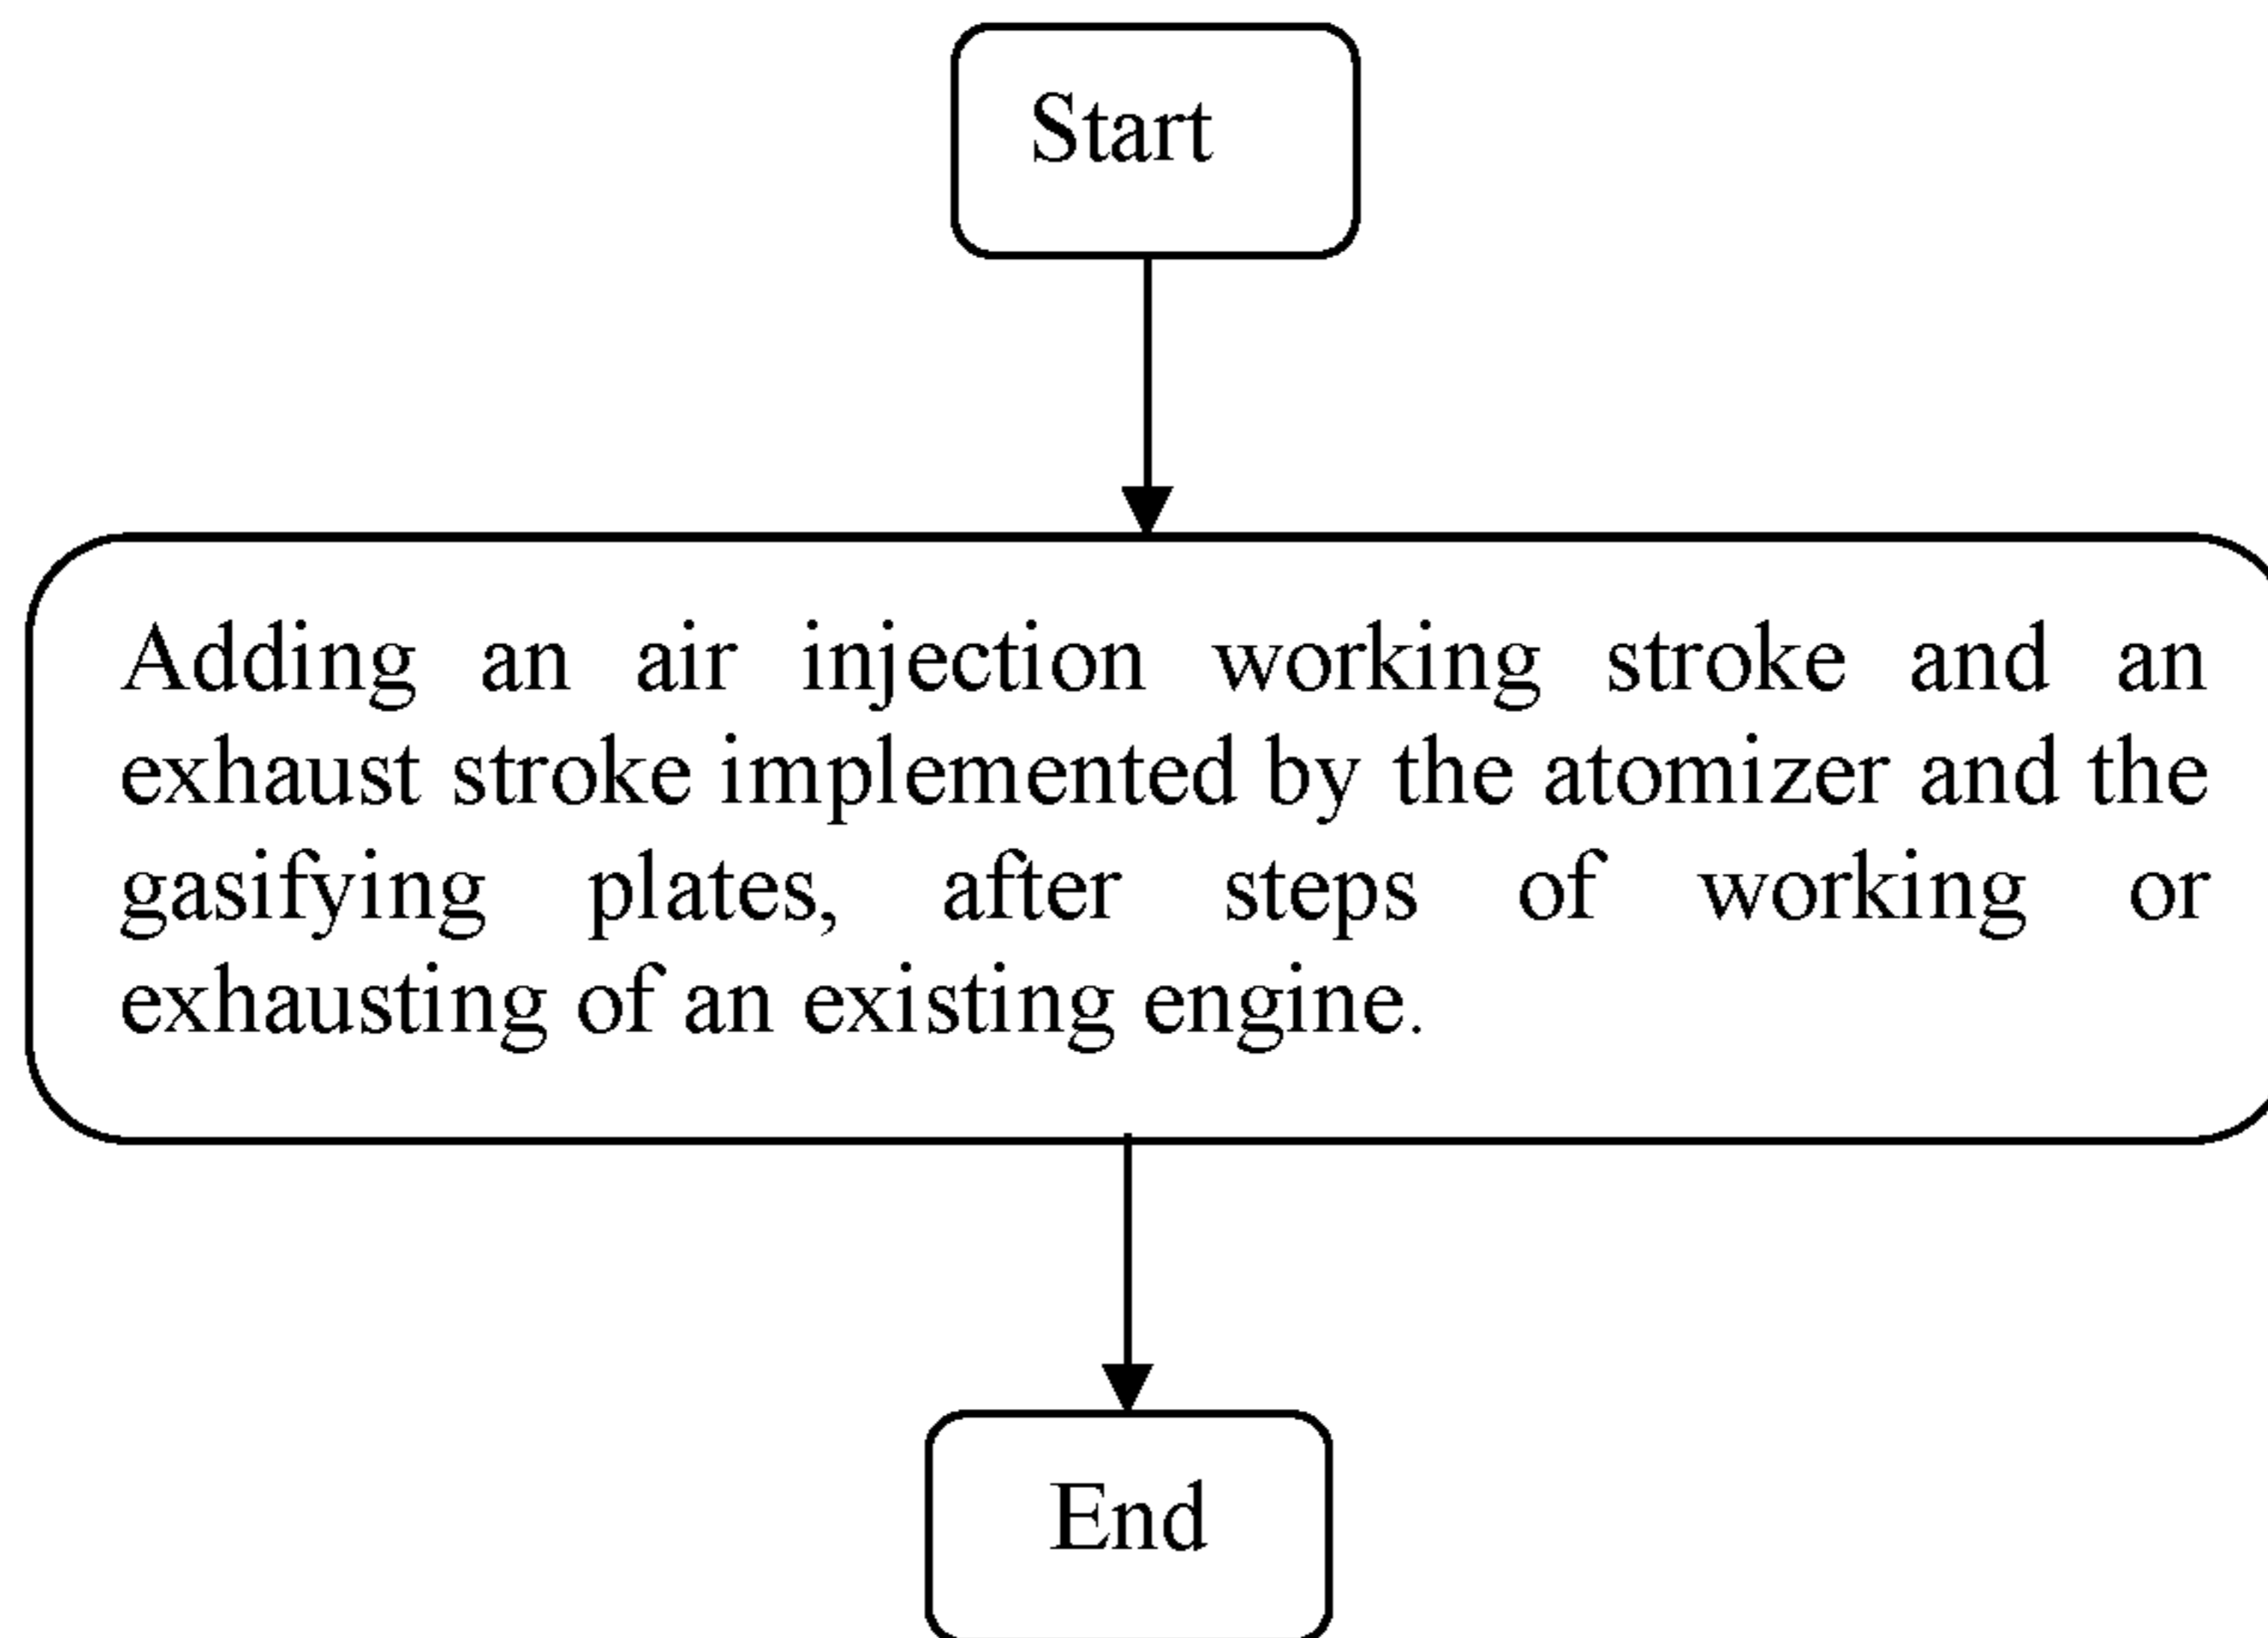 Start
Adding an air injection working stroke and an
exhaust stroke implemented by the atomizer and the
gasifying plates, after steps of working or
exhausting of an existing engine.
End